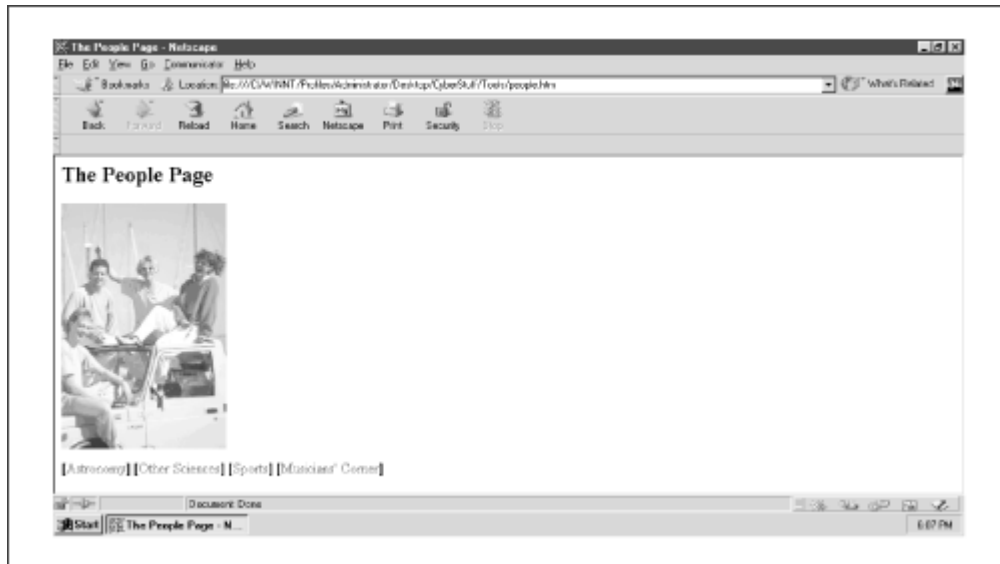 The People Page - Netscape
File Edit View Go Communicator Help
Bookmarks Location: file:///C|/WINNT/Profiles/Administrator/Desktop/CyberStuff/Tools/people.htm What's Related
Back Forward Reload Home Search Netscape Print Security Stop
The People Page
[Astronomy] [Other Sciences] [Sports] [Musicians' Corner]
Document: Done
Start The People Page - N... 6:07 PM